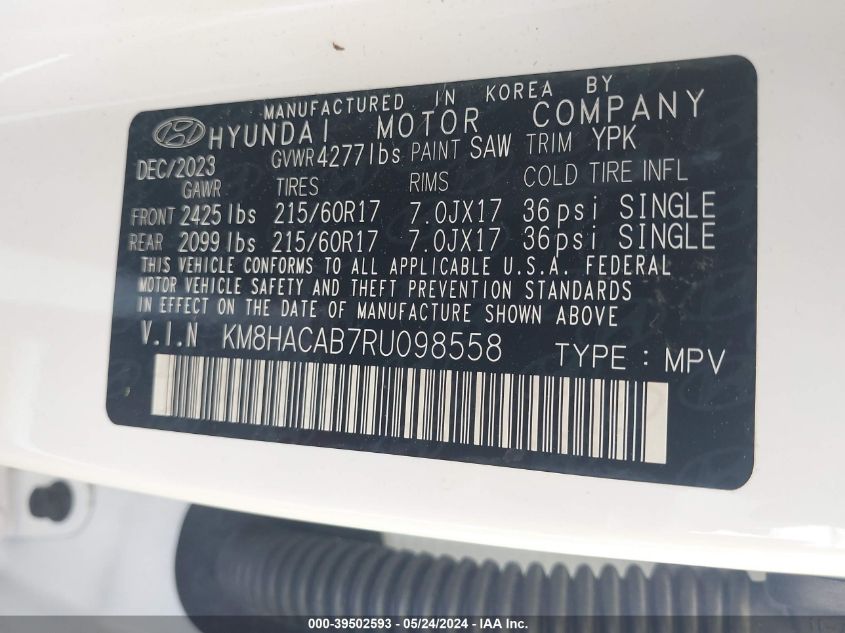 MANUFACTURED IN KOREA BY
HYUNDAI MOTOR COMPANY
DEC/2023 GVWR 4277lbs PAINT SAW TRIM YPK
GAWR TIRES RIMS COLD TIRE INFL
FRONT 2425lbs 215/60R17 7.0JX17 36psi SINGLE
REAR 2099lbs 215/60R17 7.0JX17 36psi SINGLE
THIS VEHICLE CONFORMS TO ALL APPLICABLE U.S.A. FEDERAL
MOTOR VEHICLE SAFETY AND THEFT PREVENTION STANDARDS
IN EFFECT ON THE DATE OF MANUFACTURE SHOWN ABOVE
V.I.N KM8HACAB7RU098558 TYPE : MPV
000-39502593 - 05/24/2024 - IAA Inc.